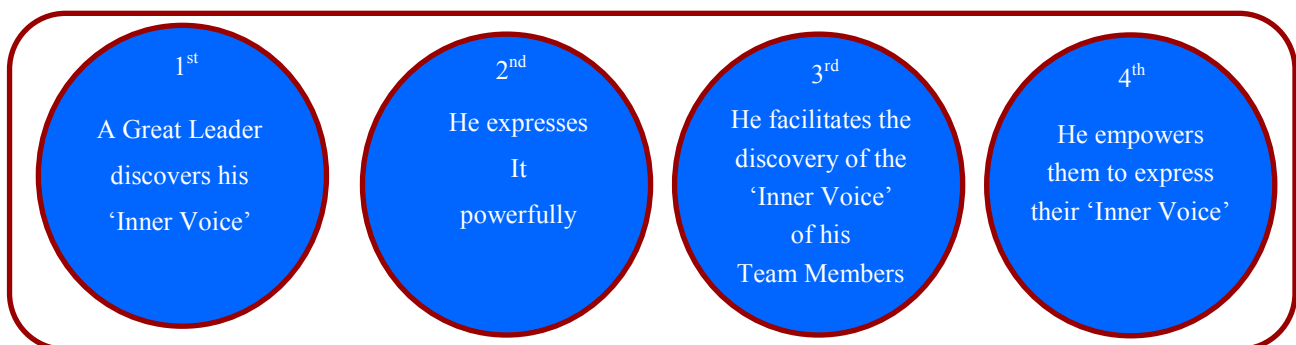 1st
A Great Leader
discovers his
‘Inner Voice’
2nd
He expresses
It
powerfully
3rd
He facilitates the
discovery of the
‘Inner Voice’
of his
Team Members
4th
He empowers
them to express
their ‘Inner Voice’